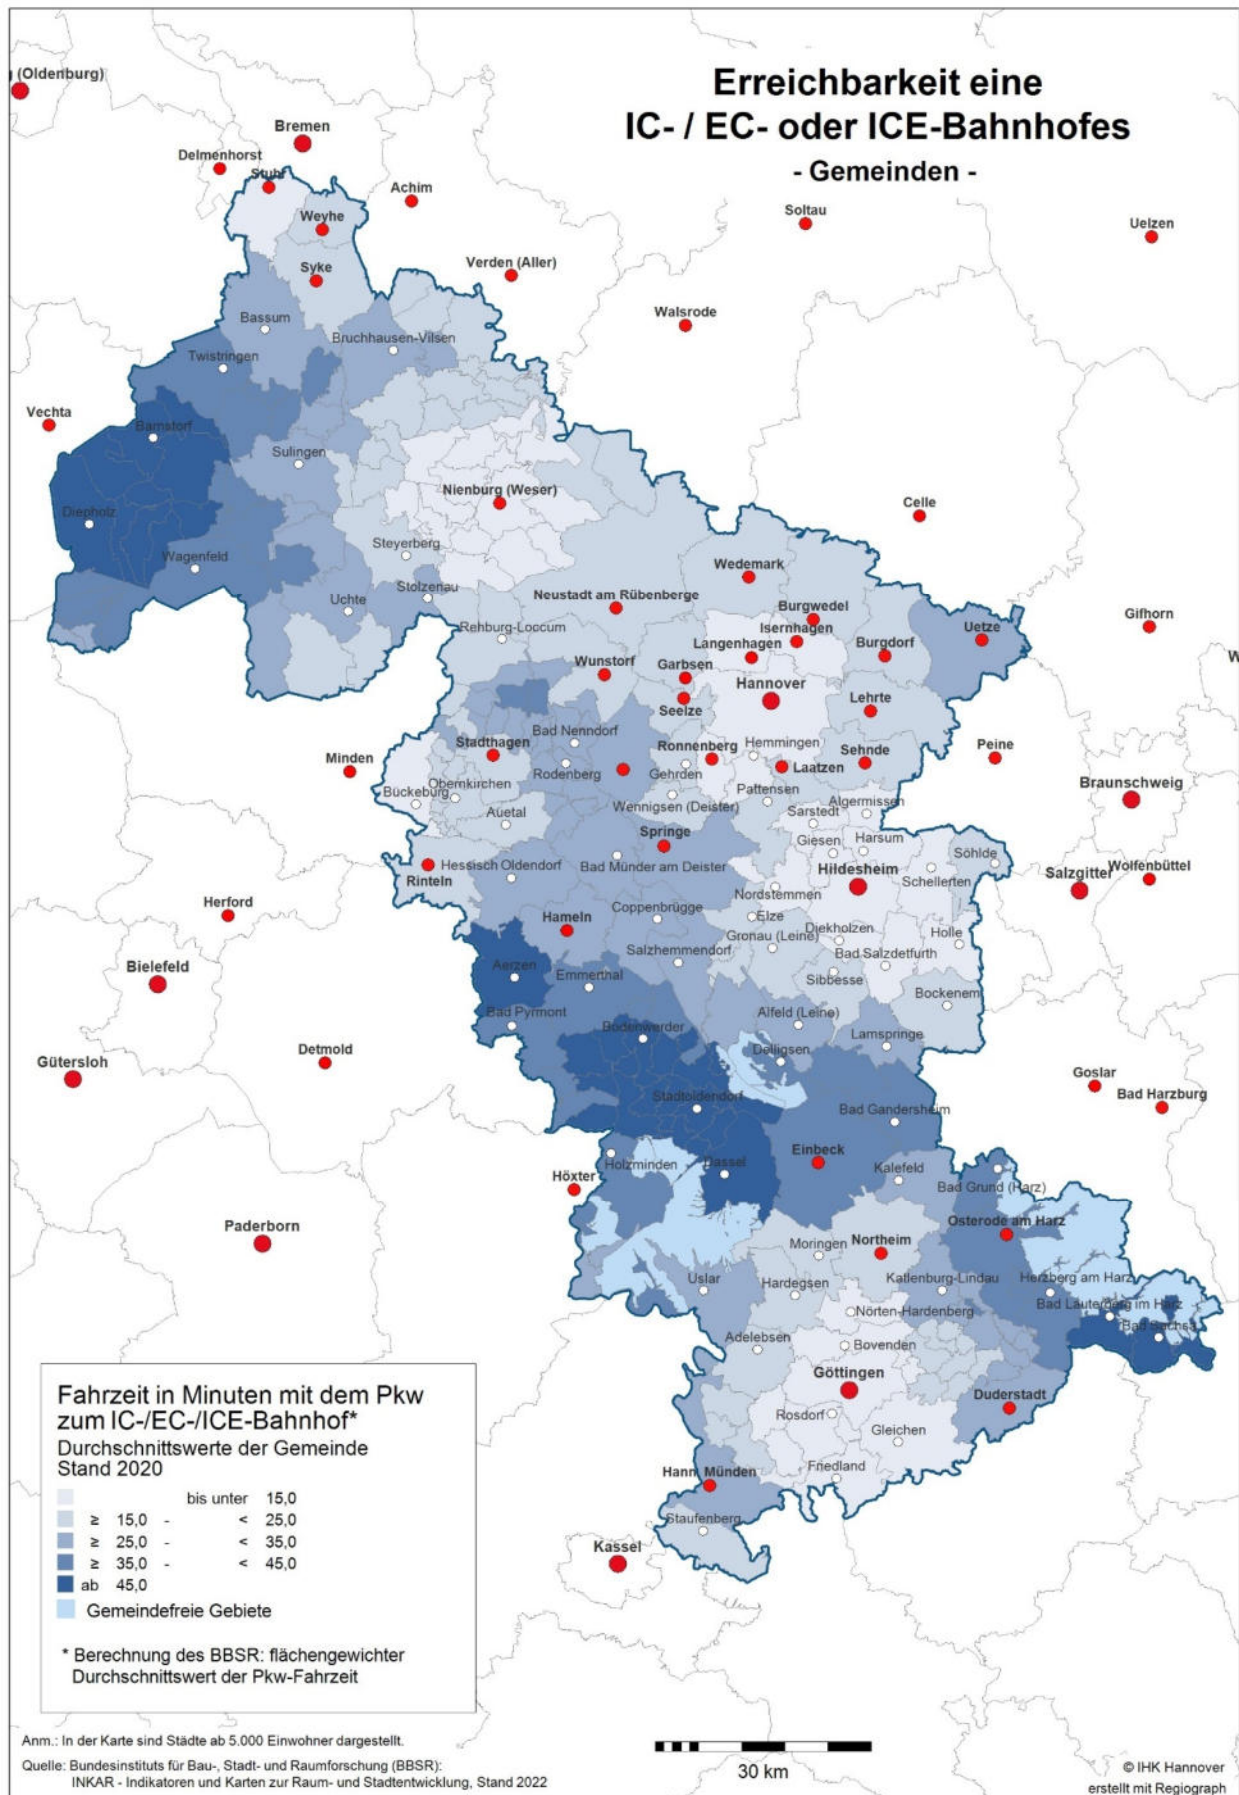 Erreichbarkeit eine
IC- / EC- oder ICE-Bahnhofes
- Gemeinden -
(Oldenburg)
Bremen
Delmenhorst
Stuhr
Achim
Weyhe
Soltau
Uelzen
Syke
Verden (Aller)
Walsrode
Bassum
Bruchhausen-Vilsen
Twistringen
Vechta
Barnstorf
Sulingen
Nienburg (Weser)
Celle
Diepholz
Steyerberg
Wagenfeld
Wedemark
Stolzenau
Uchte
Neustadt am Rübenberge
Burgwedel
Gifhorn
Rehburg-Loccum
Isernhagen
Uetze
Langenhagen
Burgdorf
W
Wunstorf
Garbsen
Hannover
Lehrte
Seelze
Bad Nenndorf
Stadthagen
Ronnenberg
Hemmingen
Sehnde
Peine
Minden
Rodenberg
Gehrden
Laatzen
Braunschweig
Obernkirchen
Bückeburg
Pattensen
Wennigsen (Deister)
Algermissen
Auetal
Sarstedt
Springe
Giesen
Harsum
Söhlde
Hessisch Oldendorf
Bad Münder am Deister
Hildesheim
Schellerten
Salzgitter
Wolfenbüttel
Rinteln
Nordstemmen
Herford
Coppenbrügge
Hameln
Elze
Diekholzen
Holle
Gronau (Leine)
Salzhemmendorf
Bad Salzdetfurth
Bielefeld
Aerzen
Emmerthal
Sibbesse
Bockenem
Bad Pyrmont
Alfeld (Leine)
Bodenwerder
Lamspringe
Delligsen
Detmold
Gütersloh
Goslar
Bad Harzburg
Stadtoldendorf
Bad Gandersheim
Einbeck
Holzminden
Dassel
Kalefeld
Höxter
Bad Grund (Harz)
Paderborn
Osterode am Harz
Moringen
Northeim
Uslar
Hardegsen
Katlenburg-Lindau
Herzberg am Harz
Bad Lauterberg im Harz
Nörten-Hardenberg
Bad Sachsa
Adelebsen
Bovenden
Göttingen
Duderstadt
Rosdorf
Gleichen
Hann. Münden
Friedland
Staufenberg
Kassel
Fahrzeit in Minuten mit dem Pkw
zum IC-/EC-/ICE-Bahnhof*
Durchschnittswerte der Gemeinde
Stand 2020
bis unter 15,0
≥ 15,0 - < 25,0
≥ 25,0 - < 35,0
≥ 35,0 - < 45,0
ab 45,0
Gemeindefreie Gebiete
* Berechnung des BBSR: flächengewichter
Durchschnittswert der Pkw-Fahrzeit
Anm.: In der Karte sind Städte ab 5.000 Einwohner dargestellt.
Quelle: Bundesinstituts für Bau-, Stadt- und Raumforschung (BBSR):
INKAR - Indikatoren und Karten zur Raum- und Stadtentwicklung, Stand 2022
30 km
© IHK Hannover
erstellt mit Regiograph